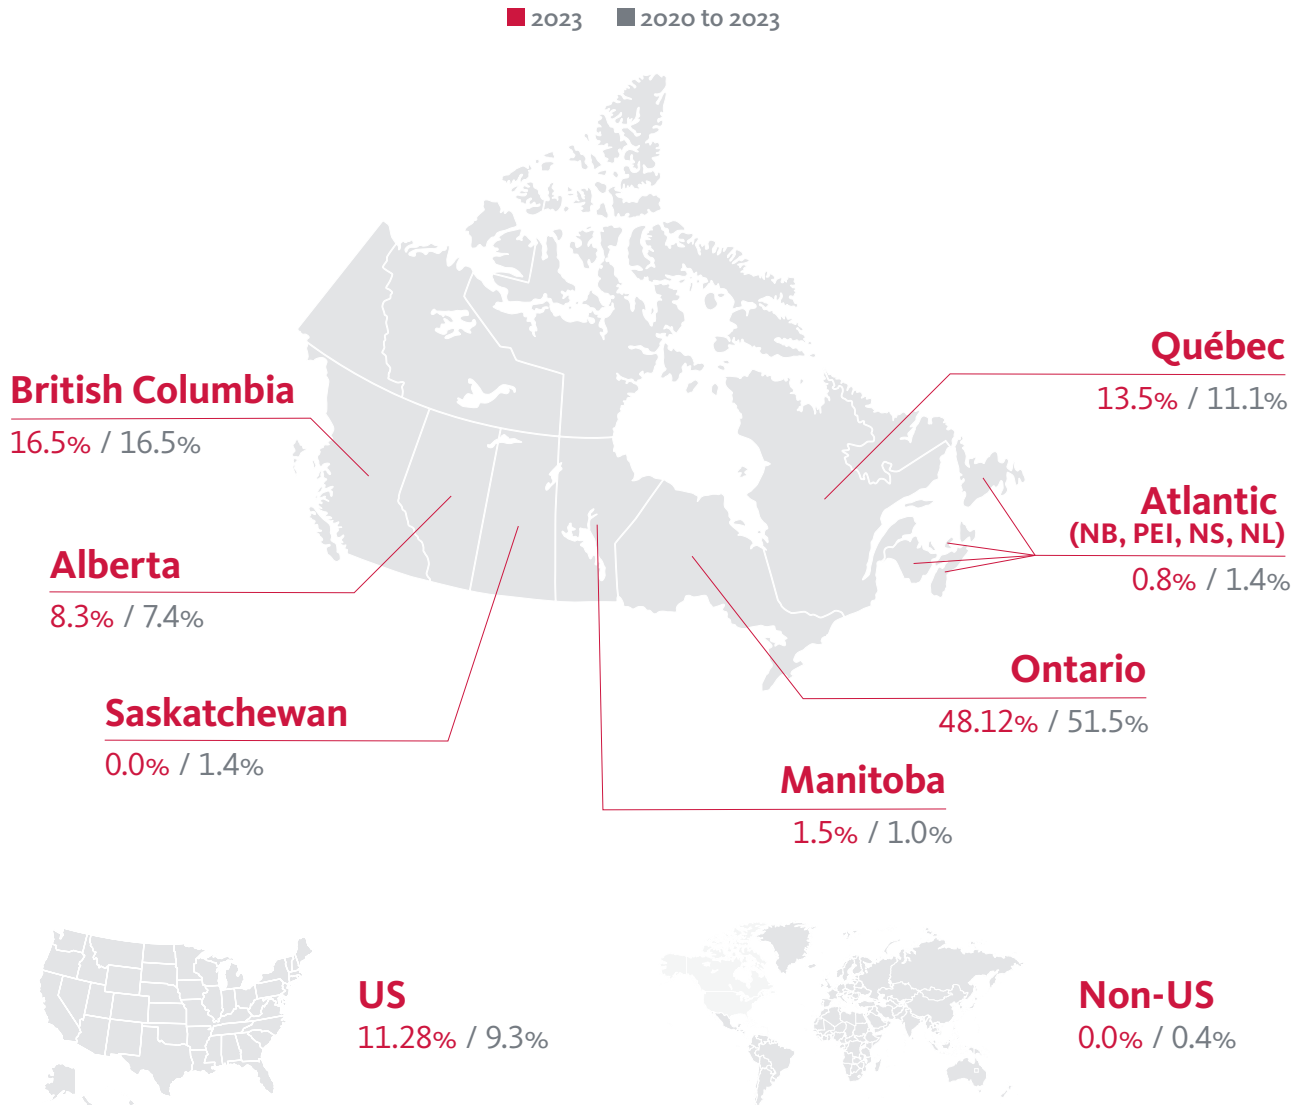 2023 2020 to 2023
British Columbia
16.5% / 16.5%
Alberta
8.3% / 7.4%
Saskatchewan
0.0% / 1.4%
Québec
13.5% / 11.1%
Atlantic
(NB, PEI, NS, NL)
0.8% / 1.4%
Ontario
48.12% / 51.5%
Manitoba
1.5% / 1.0%
US
11.28% / 9.3%
Non-US
0.0% / 0.4%